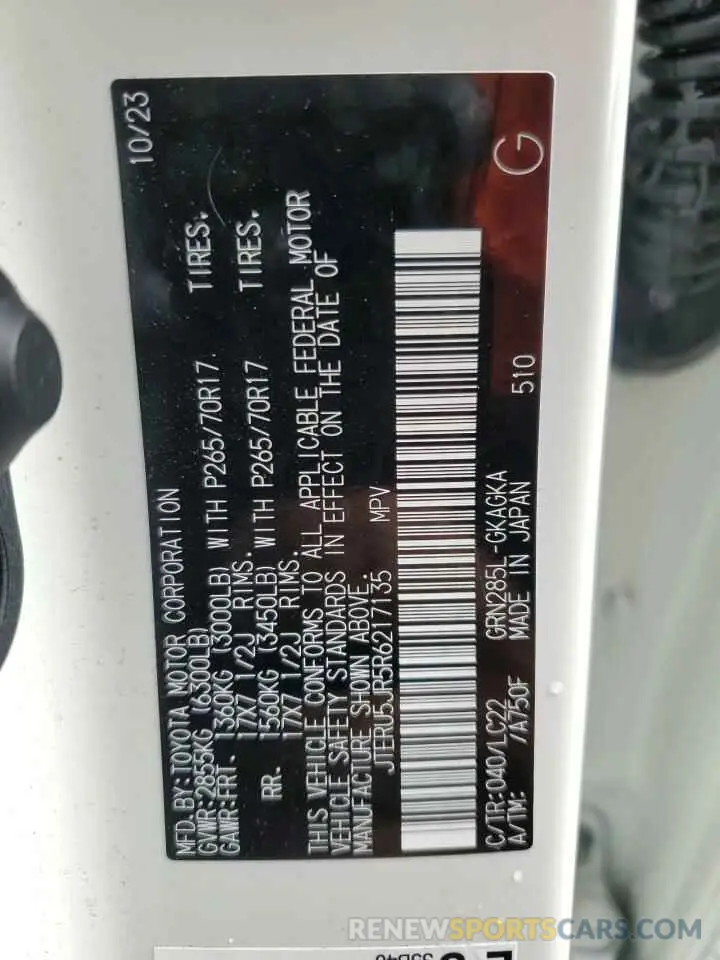 MFD.BY:TOYOTA MOTOR CORPORATION 10/23
GVWR:2855KG (6300LB)
GAWR:FRT. 1360KG (3000LB) WITH P265/70R17. TIRES.
17X7 1/2J RIMS.
RR. 1560KG (3450LB) WITH P265/70R17 TIRES.
17X7 1/2J RIMS.
THIS VEHICLE CONFORMS TO ALL APPLICABLE FEDERAL MOTOR
VEHICLE SAFETY STANDARDS IN EFFECT ON THE DATE OF
MANUFACTURE SHOWN ABOVE.
JTERU5JR5R6217135 MPV
C/TR:040/LC22 GRN285L-GKAGKA
A/TM: /A750F MADE IN JAPAN 510 G
RENEWSPORTSCARS.COM